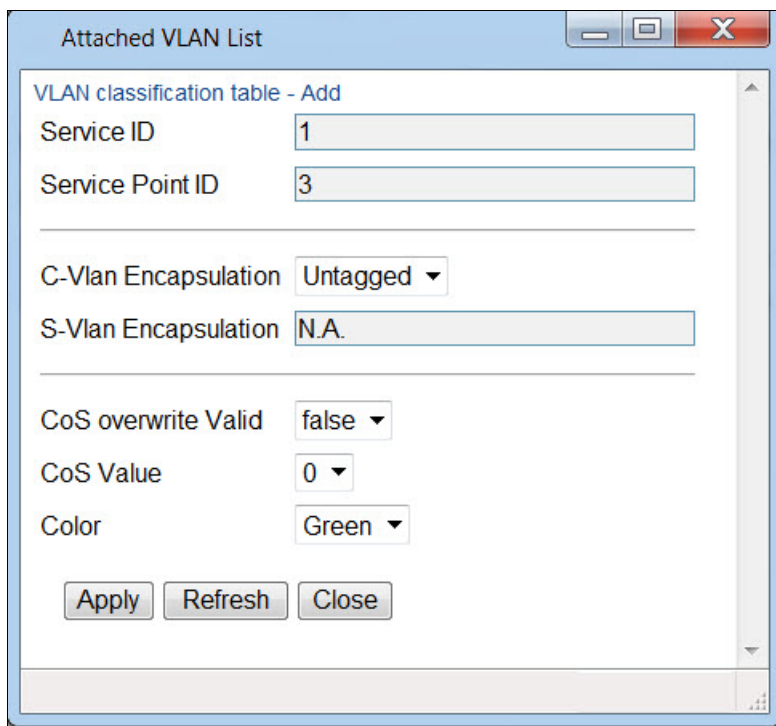 Attached VLAN List
VLAN classification table - Add
Service ID 1
Service Point ID 3
C-Vlan Encapsulation Untagged
S-Vlan Encapsulation N.A.
CoS overwrite Valid false
CoS Value 0
Color Green
Apply Refresh Close